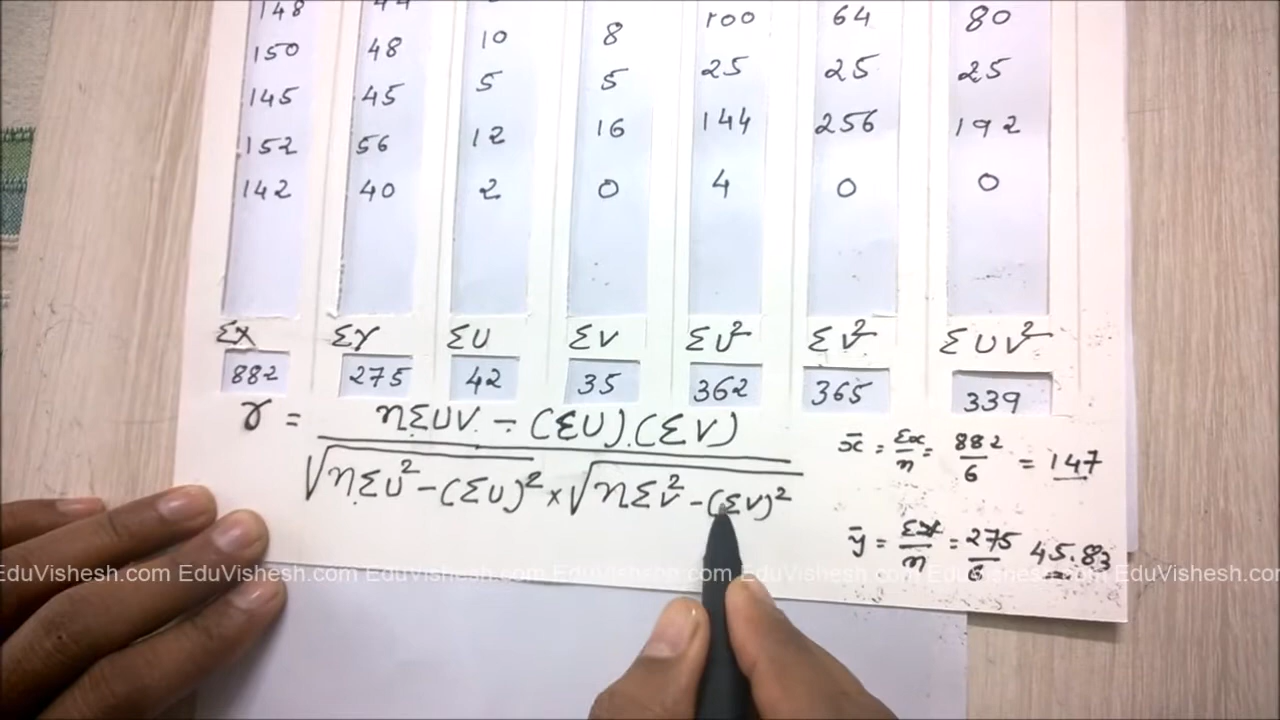 148 44 100 64 80
150 48 10 8 25 25 25
145 45 5 5 144 256 192
152 56 12 16 4 0 0
142 40 2 0
Σx Σy ΣU ΣV ΣU² ΣV² ΣUV²
882 275 42 35 362 365 339
r = nΣUV - (ΣU).(ΣV)
√nΣU² - (ΣU)² × √nΣV² - (ΣV)²
x̄ = Σx/n = 882/6 = 147
ȳ = Σy/n = 275/6 45.83
EduVishesh.com EduVishesh.com EduVishesh.com EduVishesh.com EduVishesh.com EduVishesh.com EduVishesh.com